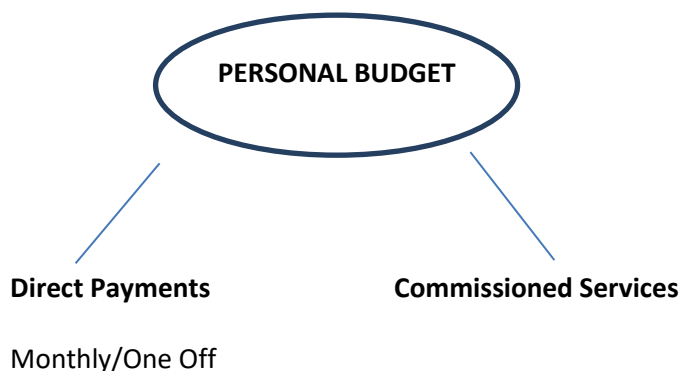 PERSONAL BUDGET
Direct Payments
Commissioned Services
Monthly/One Off